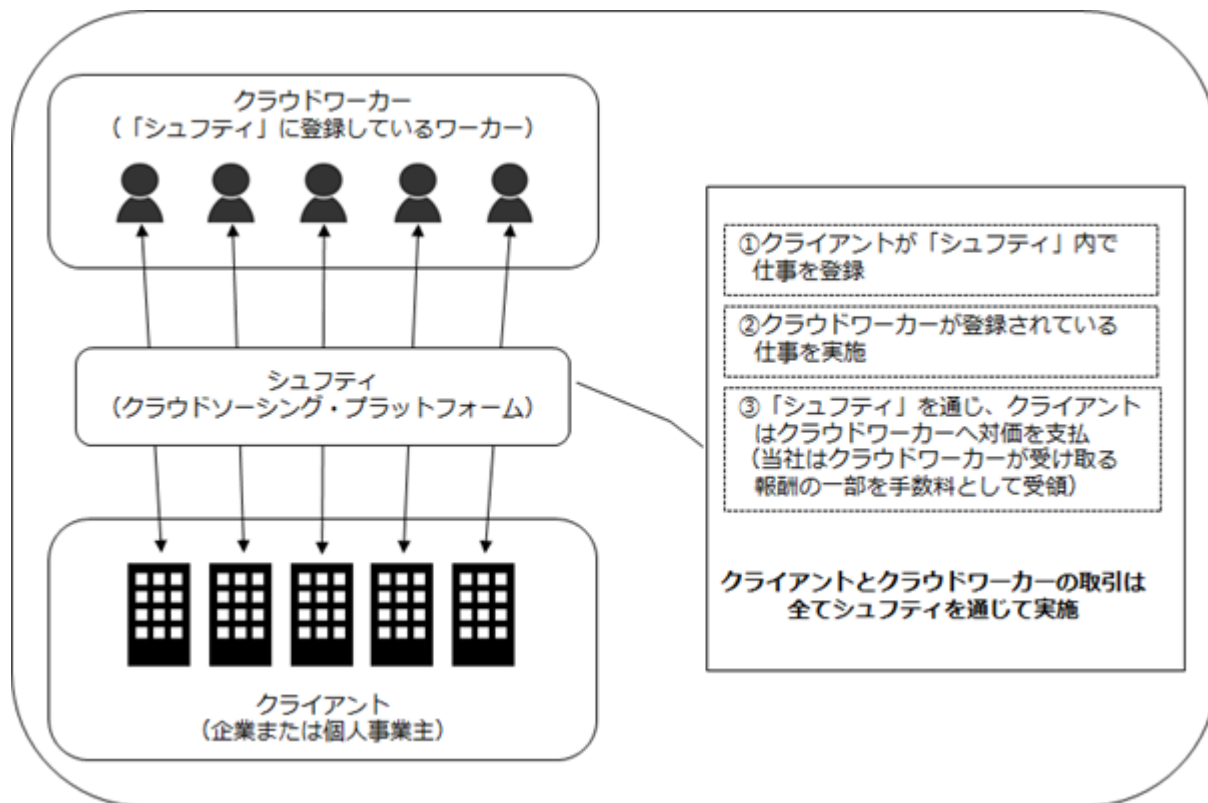 クラウドワーカー
（「シュフティ」に登録しているワーカー）
シュフティ
（クラウドソーシング・プラットフォーム）
クライアント
（企業または個人事業主）
①クライアントが「シュフティ」内で
仕事を登録
②クラウドワーカーが登録されている
仕事を実施
③「シュフティ」を通じ、クライアント
はクラウドワーカーへ対価を支払
（当社はクラウドワーカーが受け取る
報酬の一部を手数料として受領）
クライアントとクラウドワーカーの取引は
全てシュフティを通じて実施